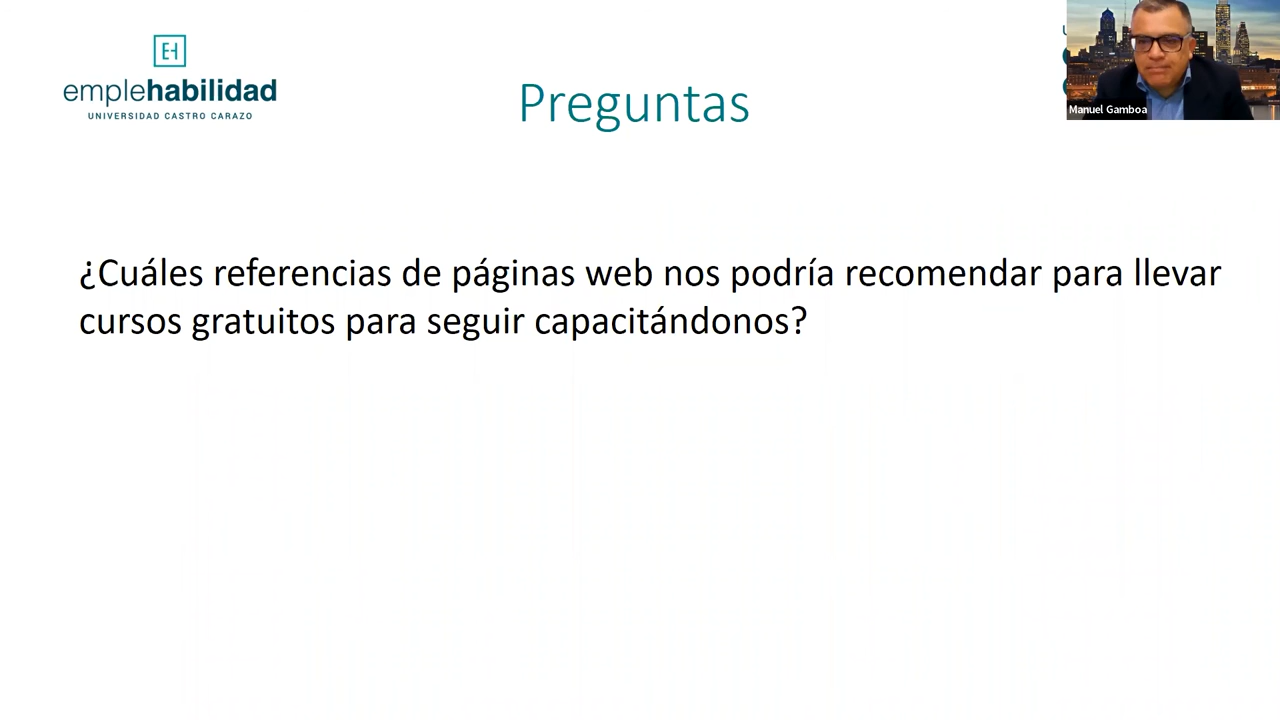 EH
emplehabilidad
UNIVERSIDAD CASTRO CARAZO
Preguntas
Manuel Gamboa
¿Cuáles referencias de páginas web nos podría recomendar para llevar
cursos gratuitos para seguir capacitándonos?